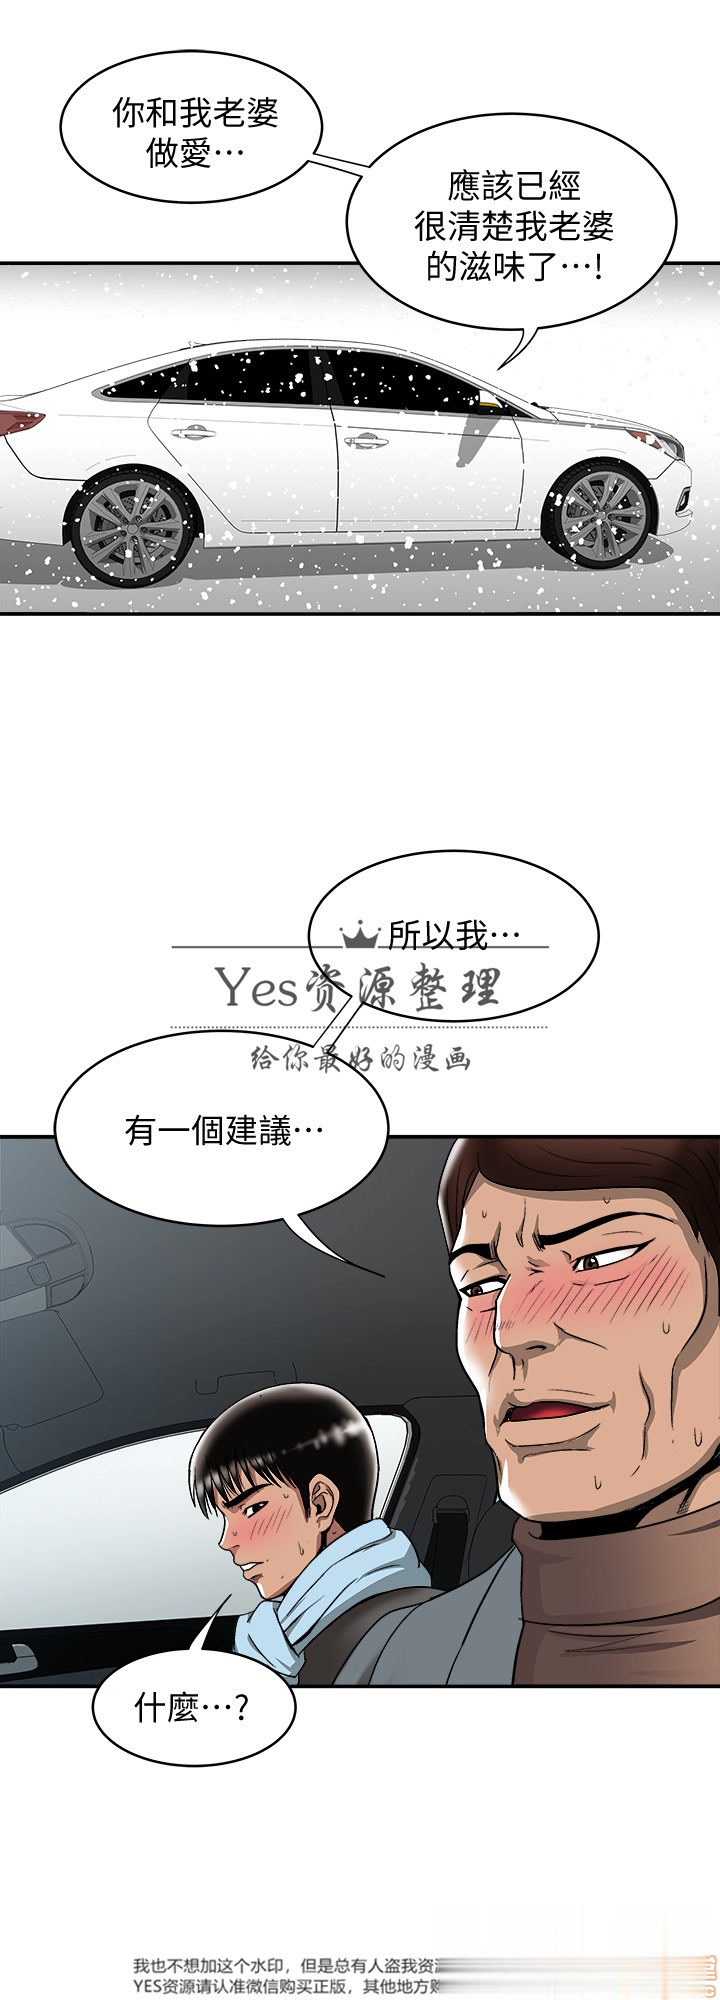 你和我老婆
做愛…
應該已經
很清楚我老婆
的滋味了…!
所以我…
Yes资源整理
给你最好的漫画
有一個建議…
什麼…?
我也不想加这个水印，但是总有人盗我资源
YES资源请认准微信购买正版，其他地方购